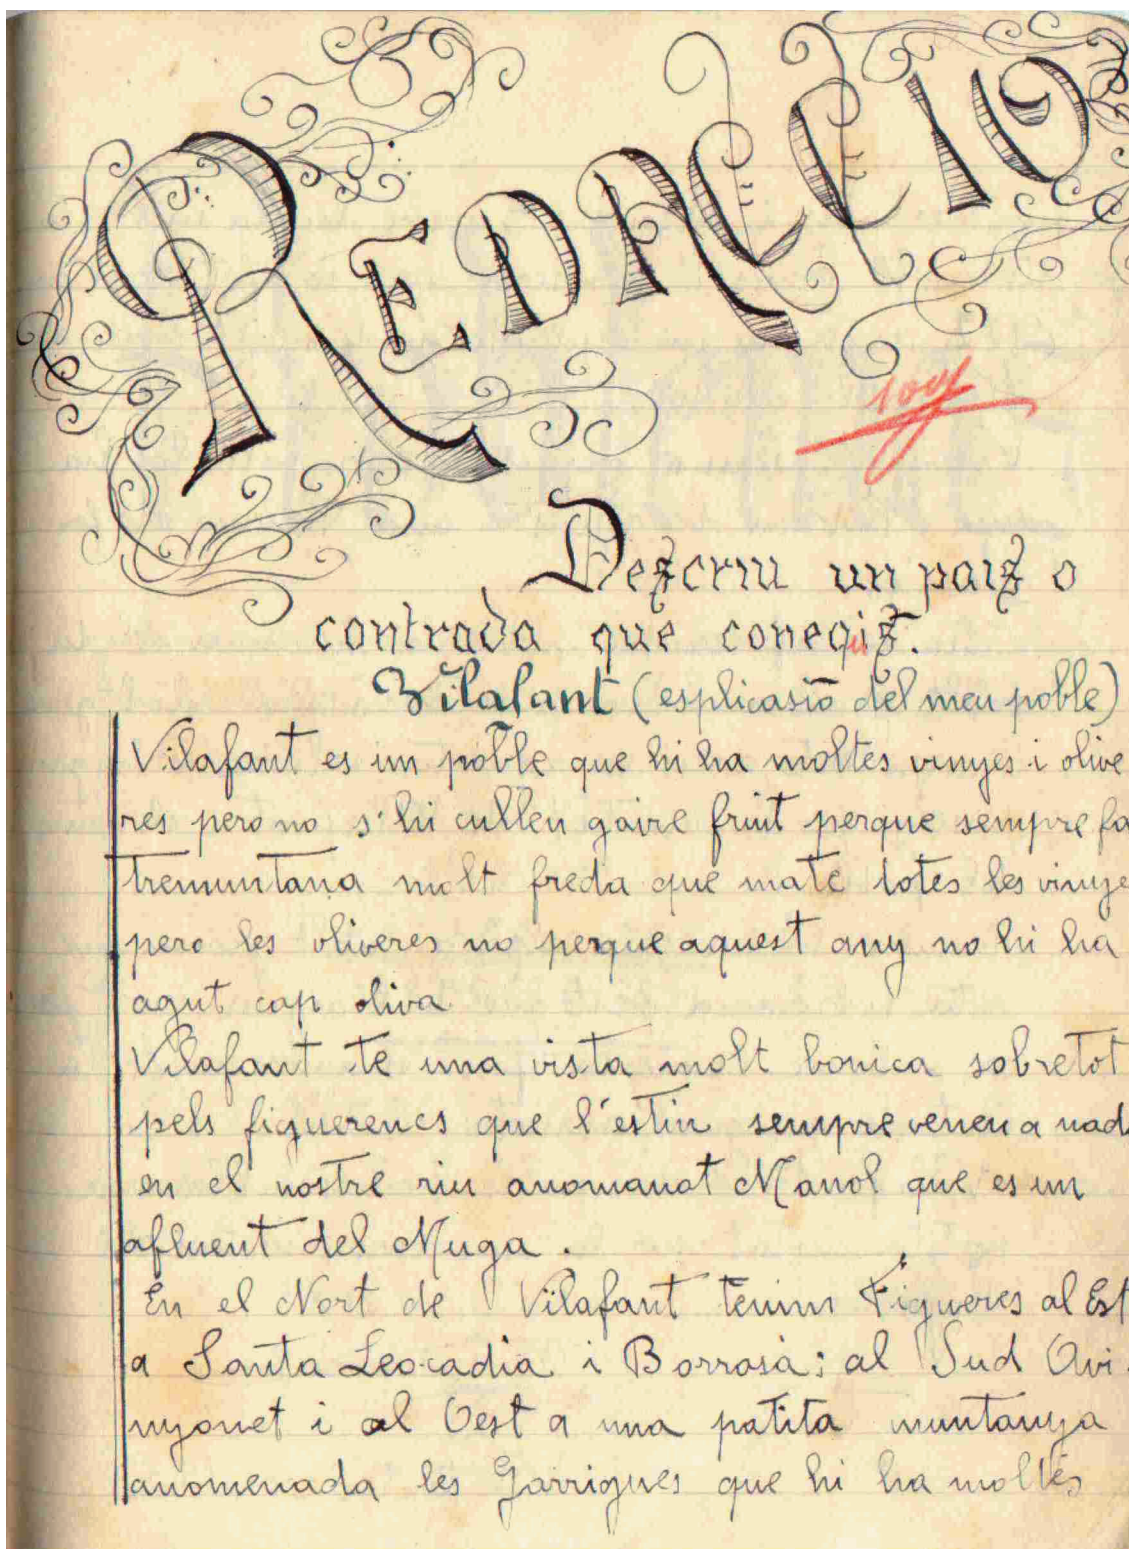 REDACCIÓ
10
Descriu un país o
contrada que coneguis.
Vilafant (esplicasió del meu poble)
Vilafant es un poble que hi ha moltes vinyes i olive
res pero no s'hi cullen gaire fruit perque sempre fa
tremuntana molt freda que mate totes les vinye
pero les oliveres no perque aquest any no hi ha
agut cap oliva
Vilafant te una vista molt bonica sobretot
pels figuerencs que l'estiu sempre venen a nad
en el nostre riu anomanat Manol que es un
afluent del Muga.
En el Nort de Vilafant tenim Figueres al Est
a Santa Leocadia i Borrosà; al Sud Avi
nyonet i al Oest a una patita muntanya
anomenada les Garrigues que hi ha moltes